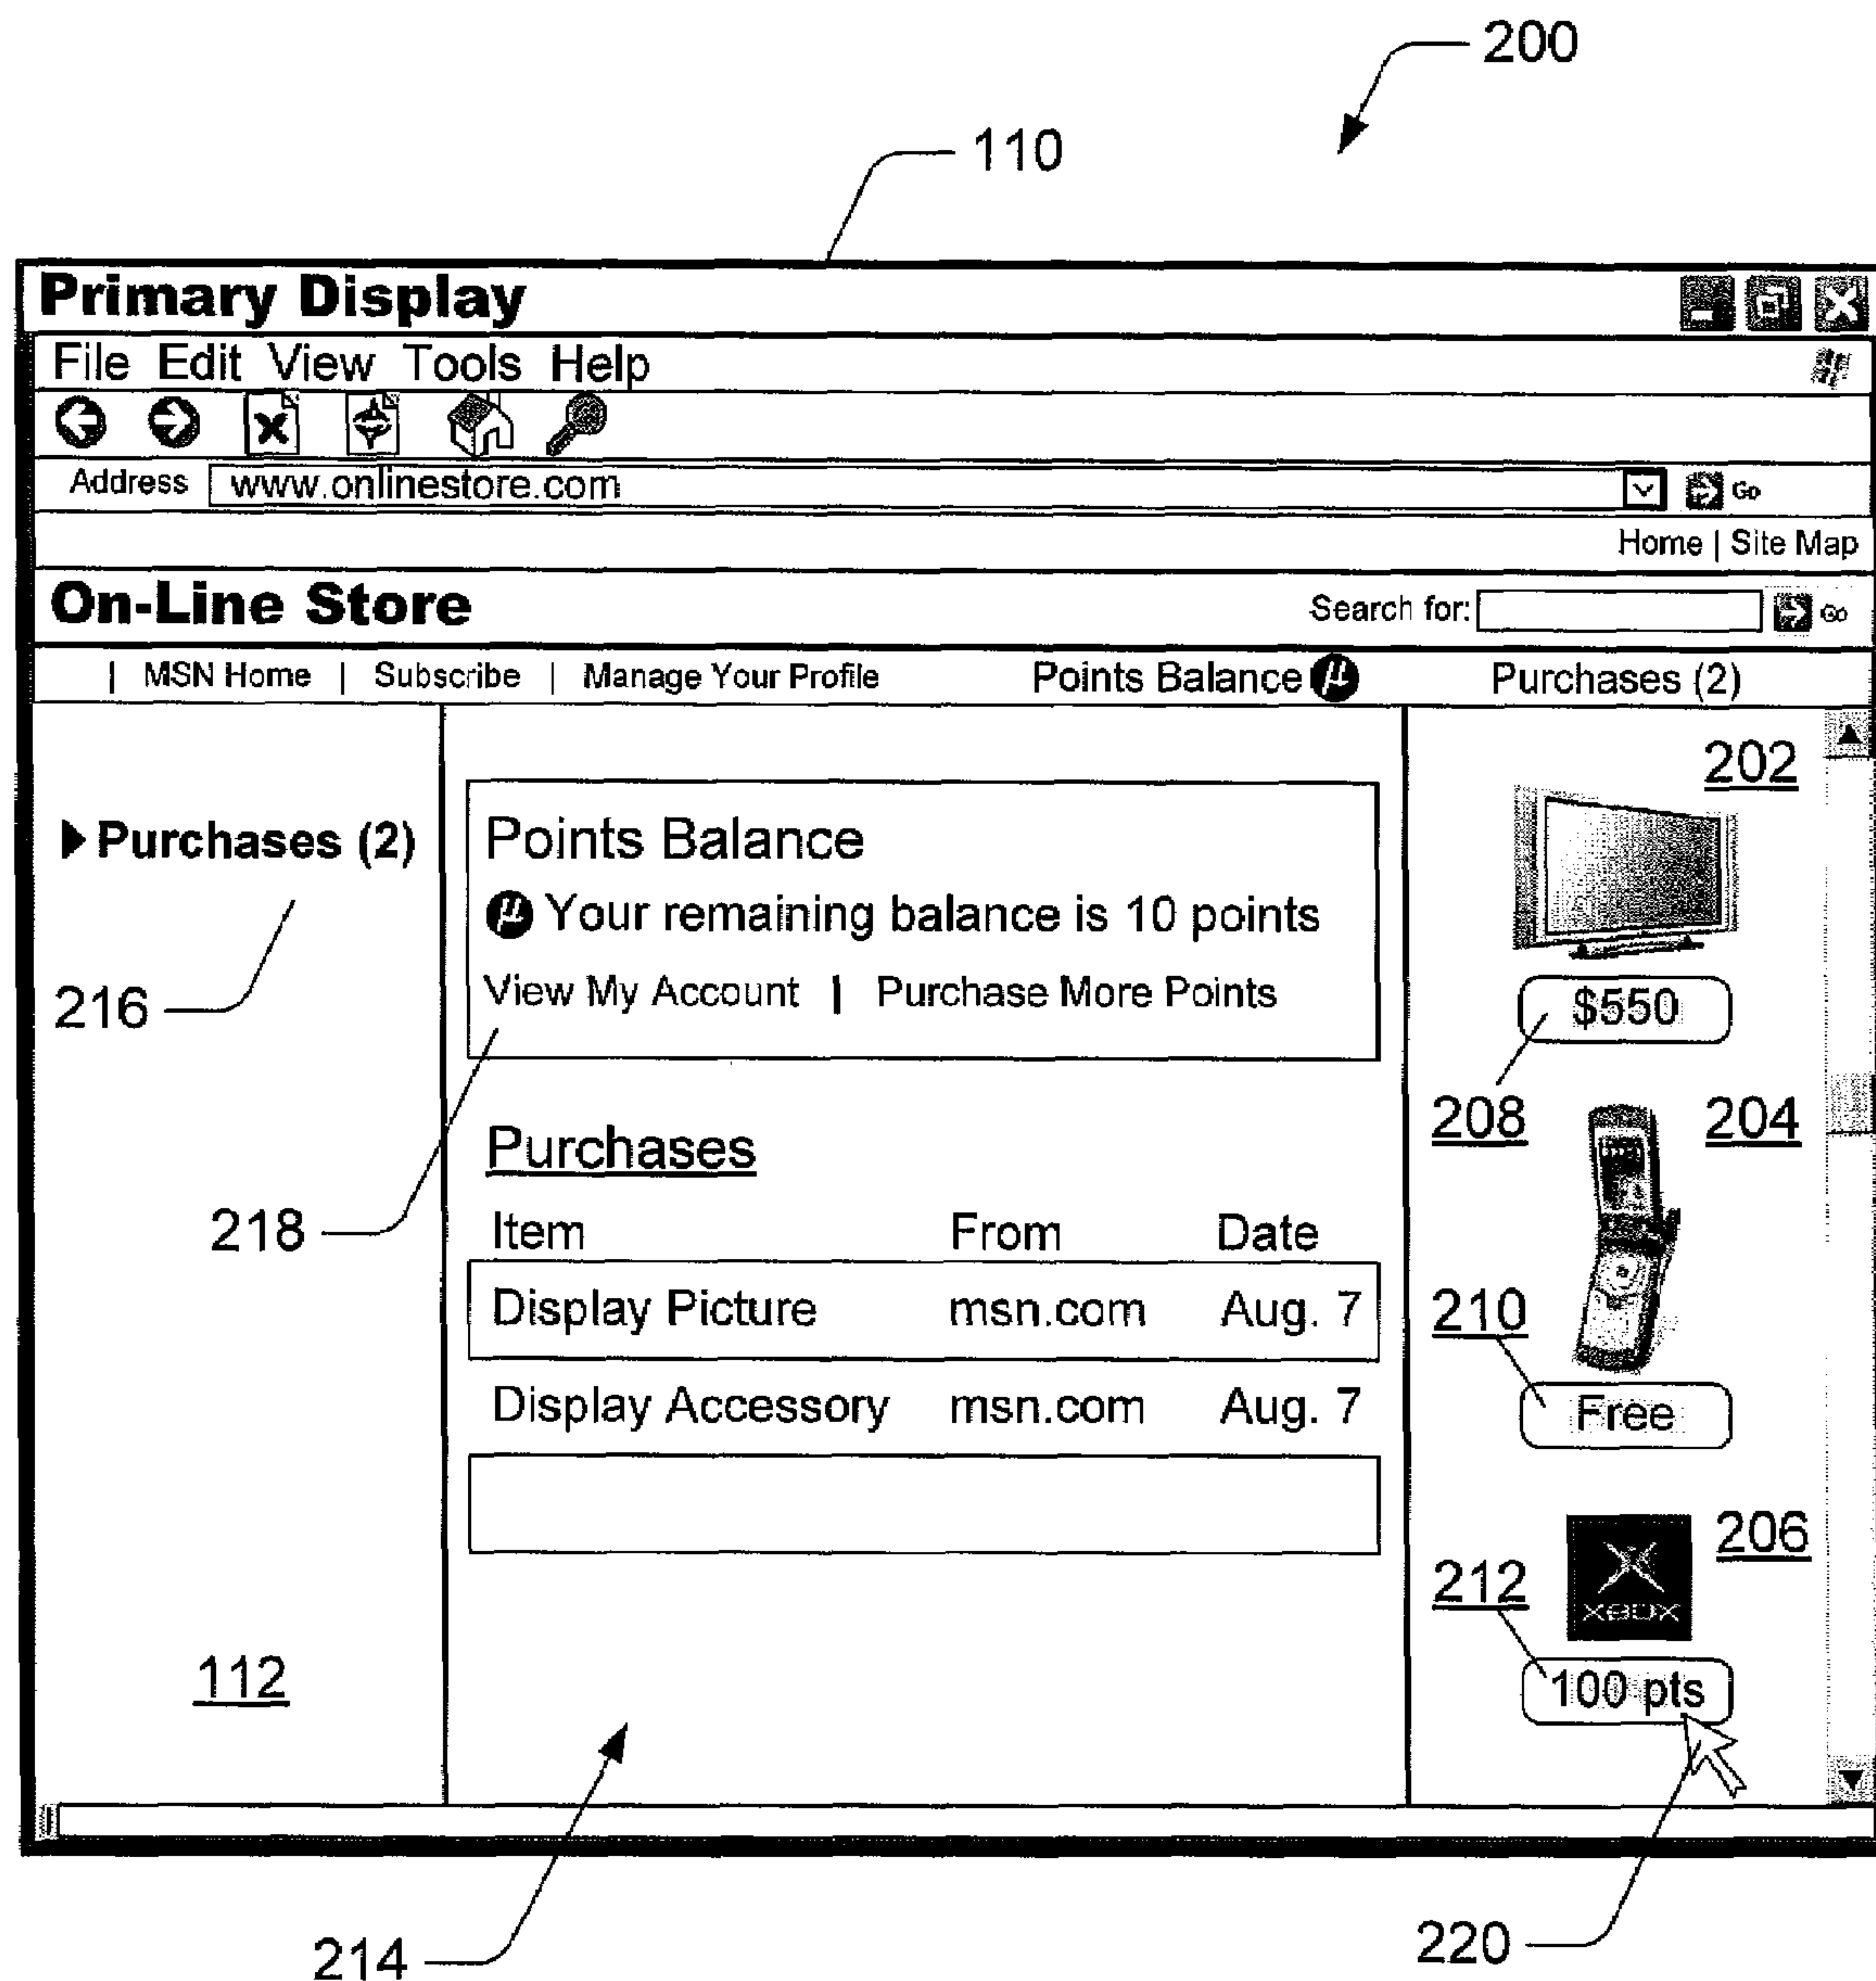 200
110
Primary Display
File Edit View Tools Help
Address www.onlinestore.com Go
Home | Site Map
On-Line Store Search for: Go
| MSN Home | Subscribe | Manage Your Profile Points Balance µ Purchases (2)
▶ Purchases (2)
216
Points Balance
µ Your remaining balance is 10 points
View My Account | Purchase More Points
218
Purchases
Item From Date
Display Picture msn.com Aug. 7
Display Accessory msn.com Aug. 7
112
202
$550
208
204
210
Free
206
XBOX
212
100 pts
214
220